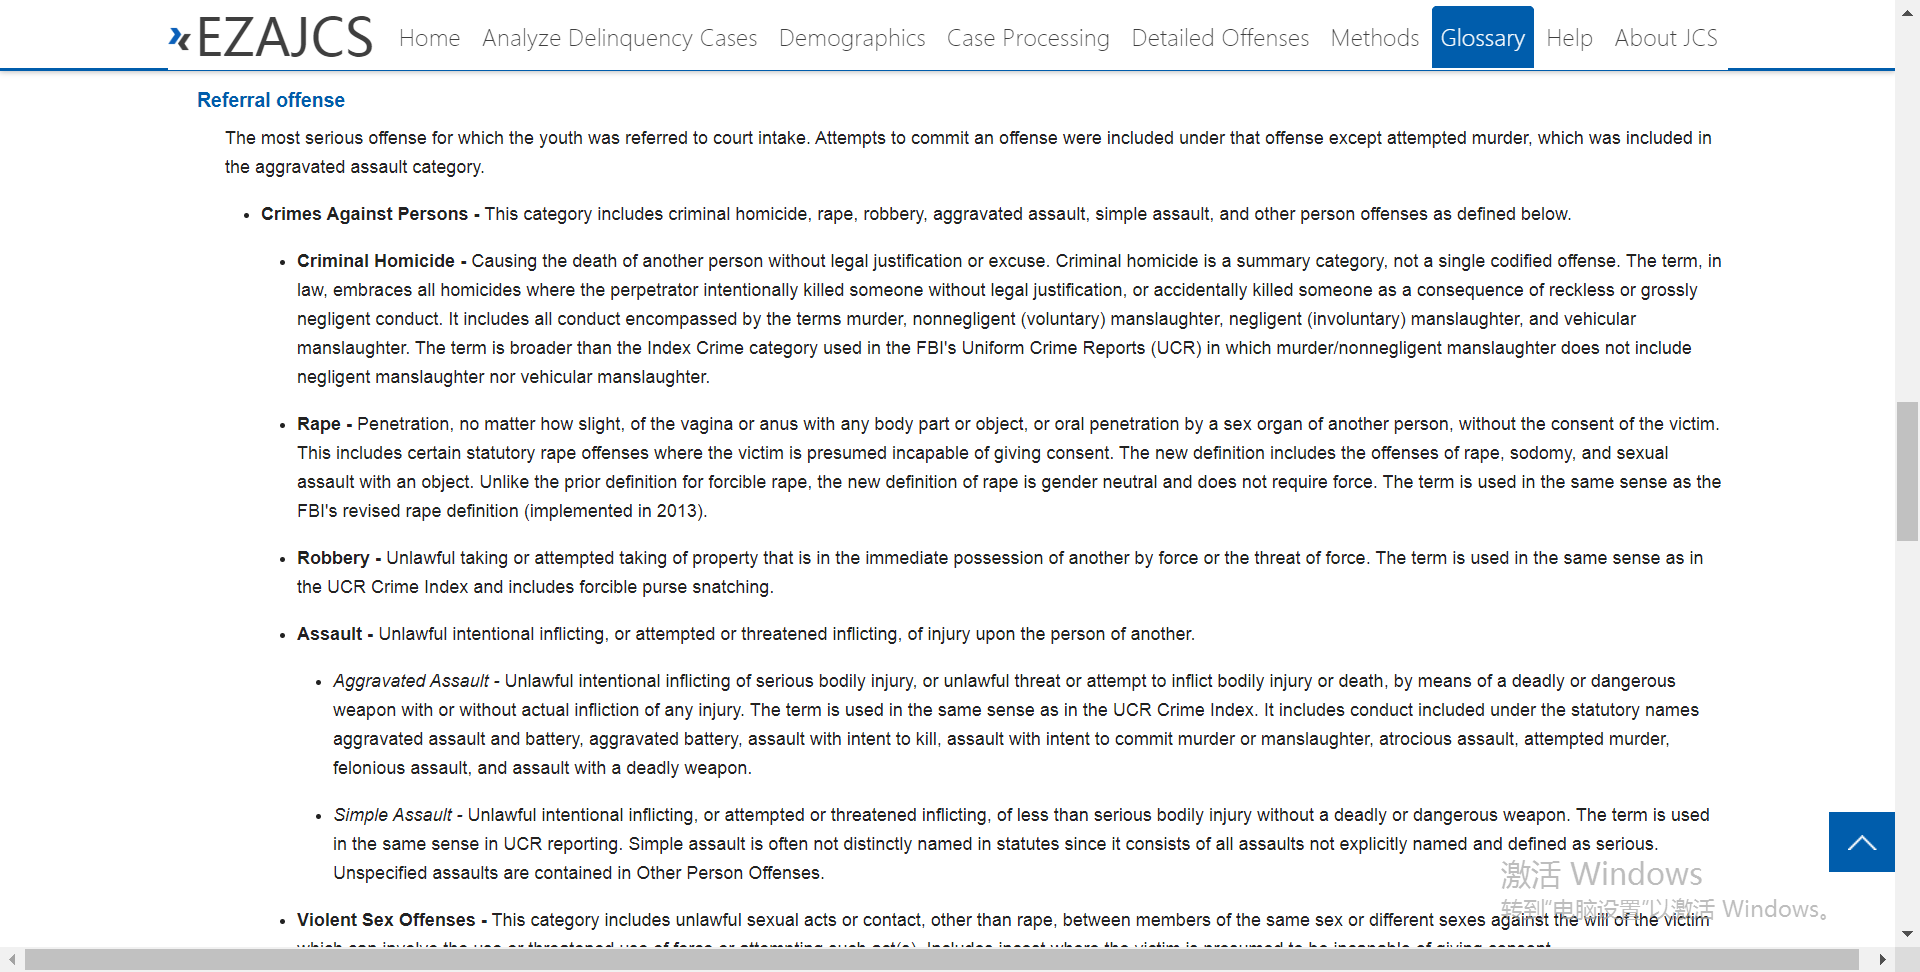 EZAJCS Home Analyze Delinquency Cases Demographics Case Processing Detailed Offenses Methods Glossary Help About JCS
Referral offense
The most serious offense for which the youth was referred to court intake. Attempts to commit an offense were included under that offense except attempted murder, which was included in
the aggravated assault category.
• Crimes Against Persons - This category includes criminal homicide, rape, robbery, aggravated assault, simple assault, and other person offenses as defined below.
• Criminal Homicide - Causing the death of another person without legal justification or excuse. Criminal homicide is a summary category, not a single codified offense. The term, in
law, embraces all homicides where the perpetrator intentionally killed someone without legal justification, or accidentally killed someone as a consequence of reckless or grossly
negligent conduct. It includes all conduct encompassed by the terms murder, nonnegligent (voluntary) manslaughter, negligent (involuntary) manslaughter, and vehicular
manslaughter. The term is broader than the Index Crime category used in the FBI's Uniform Crime Reports (UCR) in which murder/nonnegligent manslaughter does not include
negligent manslaughter nor vehicular manslaughter.
• Rape - Penetration, no matter how slight, of the vagina or anus with any body part or object, or oral penetration by a sex organ of another person, without the consent of the victim.
This includes certain statutory rape offenses where the victim is presumed incapable of giving consent. The new definition includes the offenses of rape, sodomy, and sexual
assault with an object. Unlike the prior definition for forcible rape, the new definition of rape is gender neutral and does not require force. The term is used in the same sense as the
FBI's revised rape definition (implemented in 2013).
• Robbery - Unlawful taking or attempted taking of property that is in the immediate possession of another by force or the threat of force. The term is used in the same sense as in
the UCR Crime Index and includes forcible purse snatching.
• Assault - Unlawful intentional inflicting, or attempted or threatened inflicting, of injury upon the person of another.
• Aggravated Assault - Unlawful intentional inflicting of serious bodily injury, or unlawful threat or attempt to inflict bodily injury or death, by means of a deadly or dangerous
weapon with or without actual infliction of any injury. The term is used in the same sense as in the UCR Crime Index. It includes conduct included under the statutory names
aggravated assault and battery, aggravated battery, assault with intent to kill, assault with intent to commit murder or manslaughter, atrocious assault, attempted murder,
felonious assault, and assault with a deadly weapon.
• Simple Assault - Unlawful intentional inflicting, or attempted or threatened inflicting, of less than serious bodily injury without a deadly or dangerous weapon. The term is used
in the same sense in UCR reporting. Simple assault is often not distinctly named in statutes since it consists of all assaults not explicitly named and defined as serious.
Unspecified assaults are contained in Other Person Offenses.
激活 Windows
转到"电脑设置"以激活 Windows。
• Violent Sex Offenses - This category includes unlawful sexual acts or contact, other than rape, between members of the same sex or different sexes against the will of the victim
which can involve the use or threatened use of force or attempting such act(s). Includes incest where the victim is presumed to be incapable of giving consent.